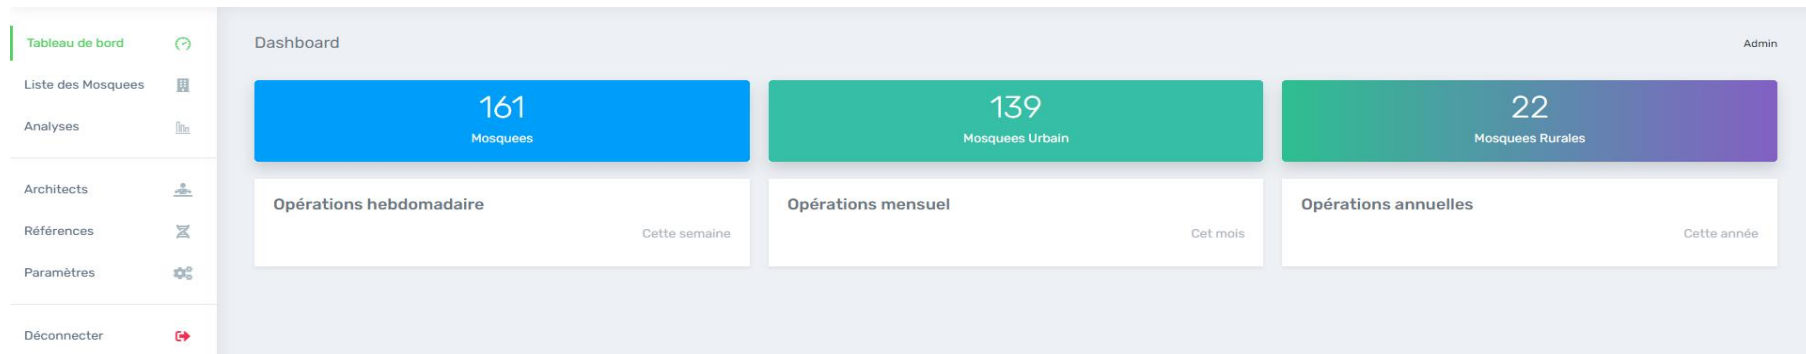 Tableau de bord
Liste des Mosquees
Analyses
Architects
Références
Paramètres
Déconnecter
Dashboard
Admin
161
Mosquees
139
Mosquees Urbain
22
Mosquees Rurales
Opérations hebdomadaire
Cette semaine
Opérations mensuel
Cet mois
Opérations annuelles
Cette année